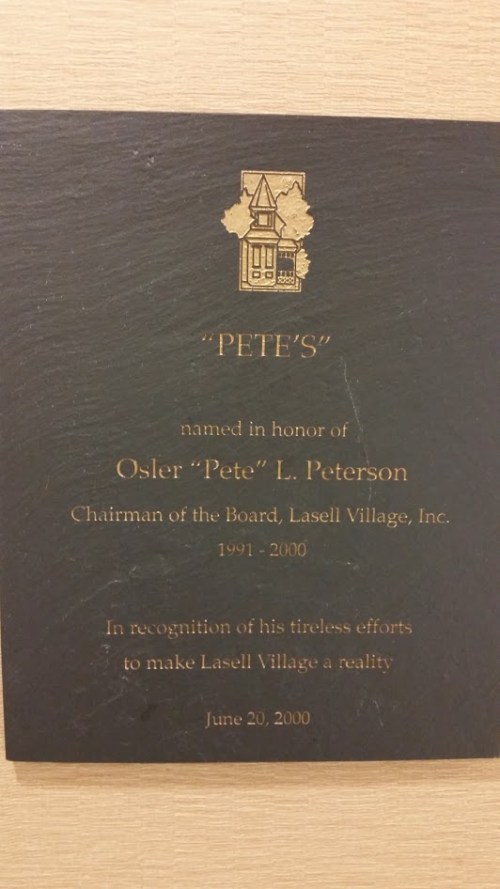 "PETE'S"
named in honor of
Osler "Pete" L. Peterson
Chairman of the Board, Lasell Village, Inc.
1991 - 2000
In recognition of his tireless efforts
to make Lasell Village a reality
June 20, 2000